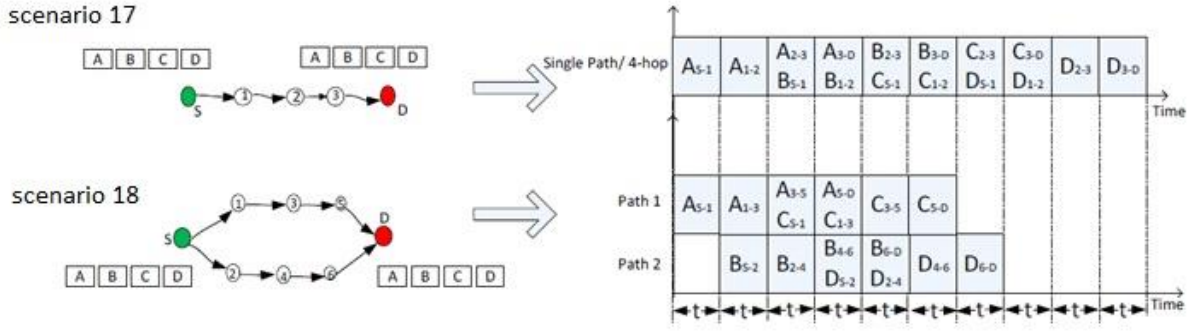 scenario 17
A B C D
A B C D
S 1 2 3 D
Single Path/ 4-hop
A S-1
A 1-2
A 2-3
B S-1
A 3-D
B 1-2
B 2-3
C S-1
B 3-D
C 1-2
C 2-3
D S-1
C 3-D
D 1-2
D 2-3
D 3-D
Time
scenario 18
S
1 3 5
D
2 4 6
A B C D
A B C D
Path 1
A S-1
A 1-3
A 3-5
C S-1
A 5-D
C 1-3
C 3-5
C 5-D
Path 2
B S-2
B 2-4
B 4-6
D S-2
B 6-D
D 2-4
D 4-6
D 6-D
Time
t t t t t t t t t t